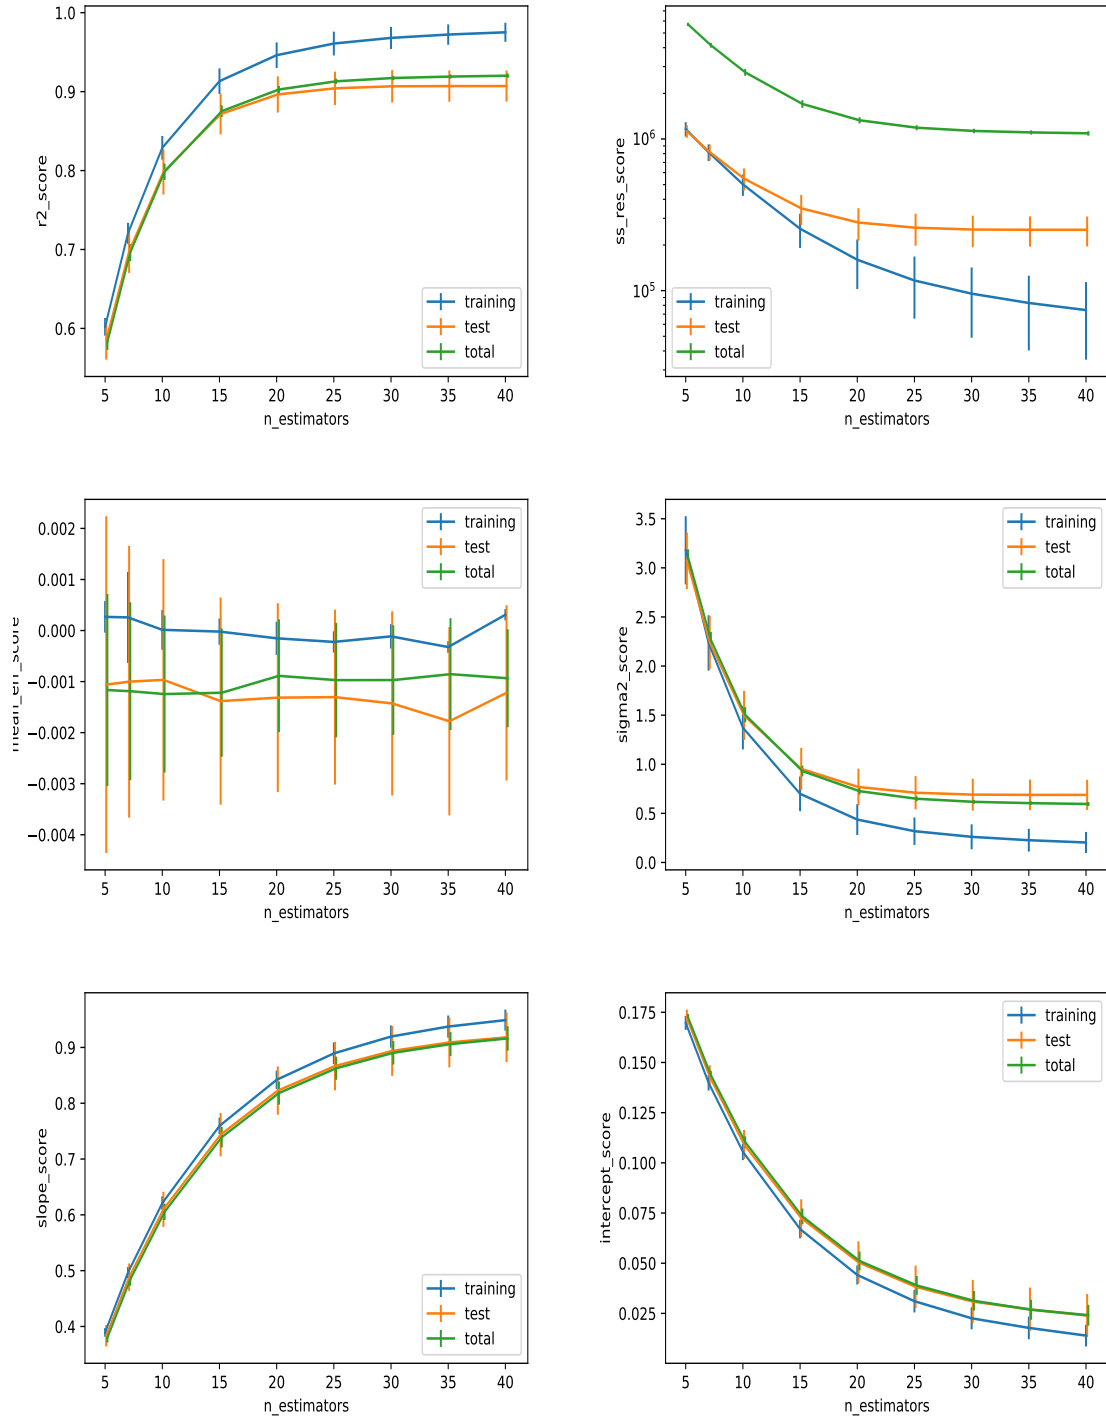 r2_score
1.0
0.9
0.8
0.7
0.6
5 10 15 20 25 30 35 40
n_estimators
training
test
total
ss_res_score
10^6
10^5
5 10 15 20 25 30 35 40
n_estimators
training
test
total
0.002
0.001
0.000
−0.001
−0.002
−0.003
−0.004
5 10 15 20 25 30 35 40
n_estimators
training
test
total
sigma2_score
3.5
3.0
2.5
2.0
1.5
1.0
0.5
0.0
5 10 15 20 25 30 35 40
n_estimators
training
test
total
slope_score
0.9
0.8
0.7
0.6
0.5
0.4
5 10 15 20 25 30 35 40
n_estimators
training
test
total
intercept_score
0.175
0.150
0.125
0.100
0.075
0.050
0.025
5 10 15 20 25 30 35 40
n_estimators
training
test
total